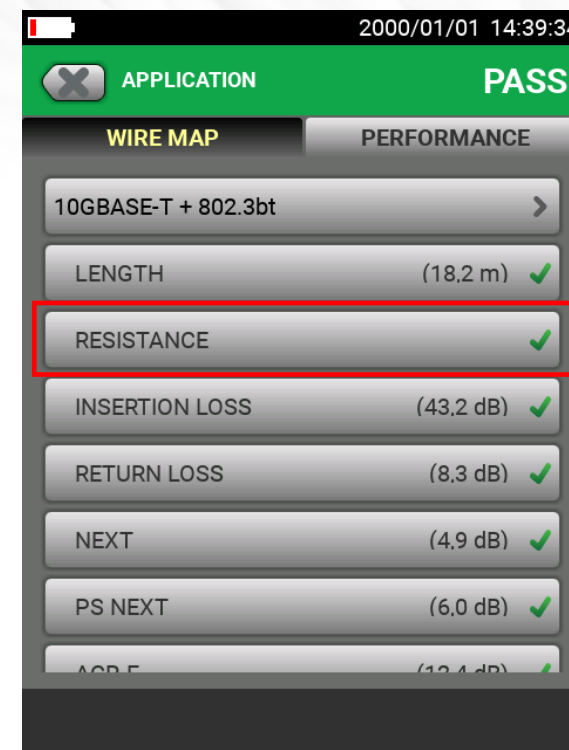 2000/01/01 14:39:34
APPLICATION PASS
WIRE MAP PERFORMANCE
10GBASE-T + 802.3bt
LENGTH (18,2 m)
RESISTANCE
INSERTION LOSS (43,2 dB)
RETURN LOSS (8,3 dB)
NEXT (4,9 dB)
PS NEXT (6,0 dB)